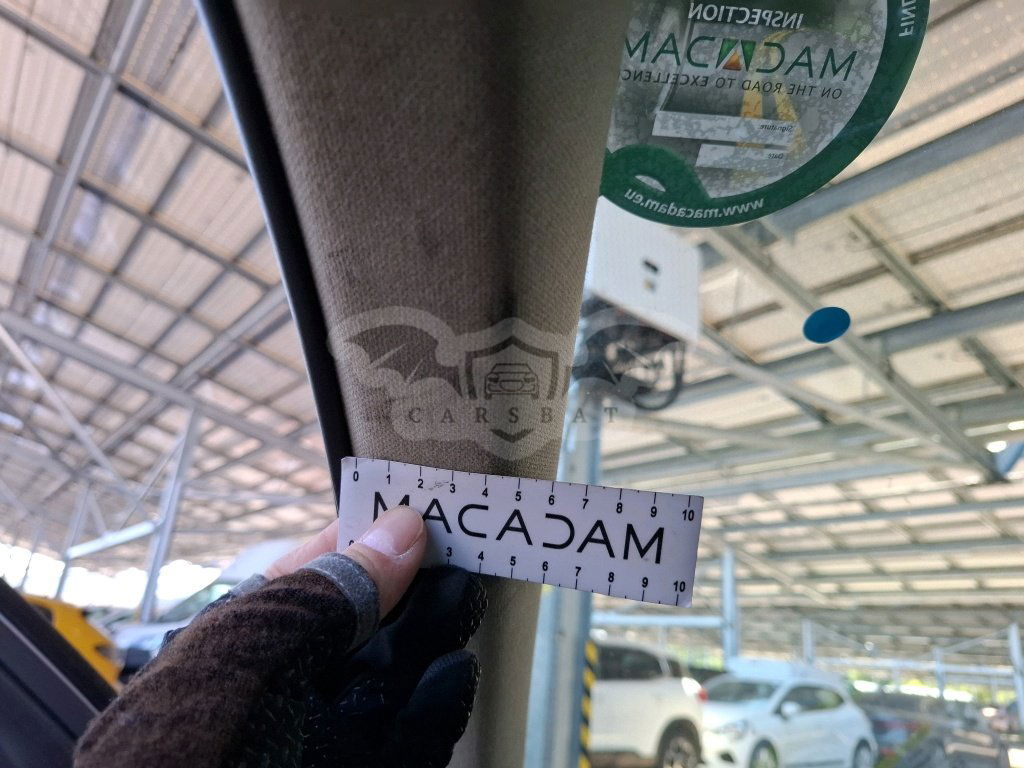 INSPECTION
MACADAM
ON THE ROAD TO EXCELLENCE
Signature
Date
www.macadam.eu
CARSBAT
0 1 2 3 4 5 6 7 8 9 10
MACADAM
3 4 5 6 7 8 9 10